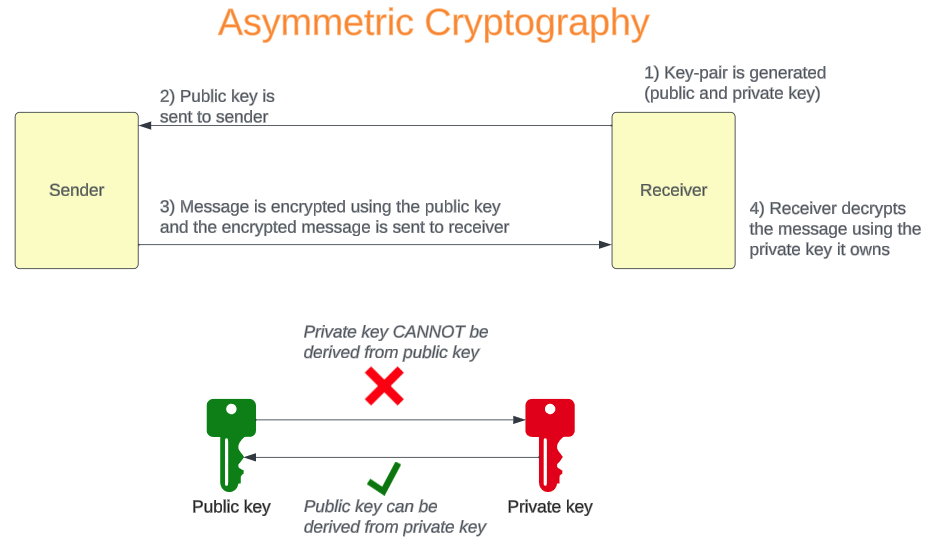 Asymmetric Cryptography
1) Key-pair is generated
(public and private key)
2) Public key is
sent to sender
Sender
Receiver
3) Message is encrypted using the public key
and the encrypted message is sent to receiver
4) Receiver decrypts
the message using the
private key it owns
Private key CANNOT be
derived from public key
Public key
Private key
Public key can be
derived from private key